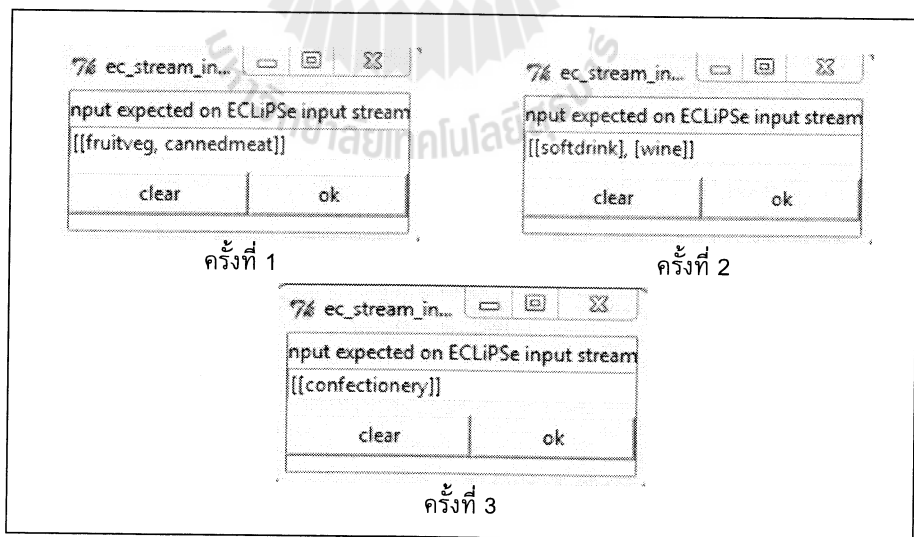 ec_stream_in...
nput expected on ECLiPSe input stream
[[fruitveg, cannedmeat]]
clear ok
ครั้งที่ 1
ec_stream_in...
nput expected on ECLiPSe input stream
[[softdrink], [wine]]
clear ok
ครั้งที่ 2
ec_stream_in...
nput expected on ECLiPSe input stream
[[confectionery]]
clear ok
ครั้งที่ 3